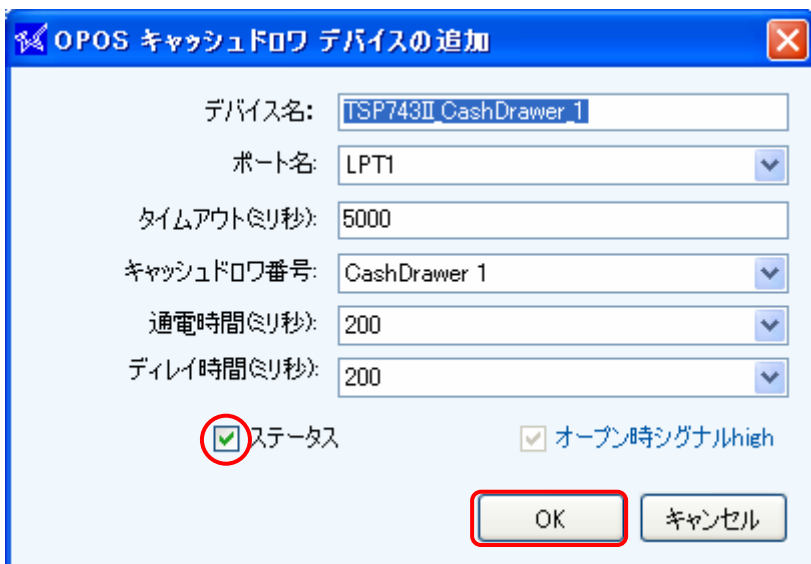 OPOS キャッシュドロワ デバイスの追加
デバイス名: TSP743Ⅱ_CashDrawer_1
ポート名: LPT1
タイムアウト(ミリ秒): 5000
キャッシュドロワ番号: CashDrawer 1
通電時間(ミリ秒): 200
ディレイ時間(ミリ秒): 200
ステータス オープン時シグナルhigh
OK キャンセル